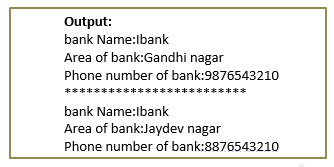 Output:
bank Name:Ibank
Area of bank:Gandhi nagar
Phone number of bank:9876543210
*************************
bank Name:Ibank
Area of bank:Jaydev nagar
Phone number of bank:8876543210